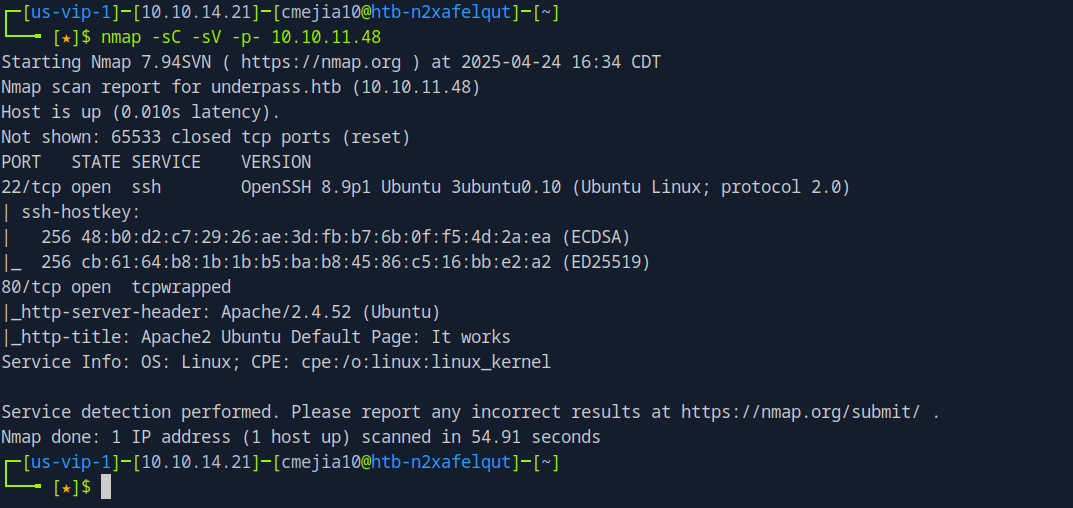 [us-vip-1]─[10.10.14.21]─[cmejia10@htb-n2xafelqut]─[~]
[★]$ nmap -sC -sV -p- 10.10.11.48
Starting Nmap 7.94SVN ( https://nmap.org ) at 2025-04-24 16:34 CDT
Nmap scan report for underpass.htb (10.10.11.48)
Host is up (0.010s latency).
Not shown: 65533 closed tcp ports (reset)
PORT   STATE SERVICE    VERSION
22/tcp open  ssh        OpenSSH 8.9p1 Ubuntu 3ubuntu0.10 (Ubuntu Linux; protocol 2.0)
| ssh-hostkey:
|   256 48:b0:d2:c7:29:26:ae:3d:fb:b7:6b:0f:f5:4d:2a:ea (ECDSA)
|_  256 cb:61:64:b8:1b:1b:b5:ba:b8:45:86:c5:16:bb:e2:a2 (ED25519)
80/tcp open  tcpwrapped
|_http-server-header: Apache/2.4.52 (Ubuntu)
|_http-title: Apache2 Ubuntu Default Page: It works
Service Info: OS: Linux; CPE: cpe:/o:linux:linux_kernel
Service detection performed. Please report any incorrect results at https://nmap.org/submit/ .
Nmap done: 1 IP address (1 host up) scanned in 54.91 seconds
[us-vip-1]─[10.10.14.21]─[cmejia10@htb-n2xafelqut]─[~]
[★]$